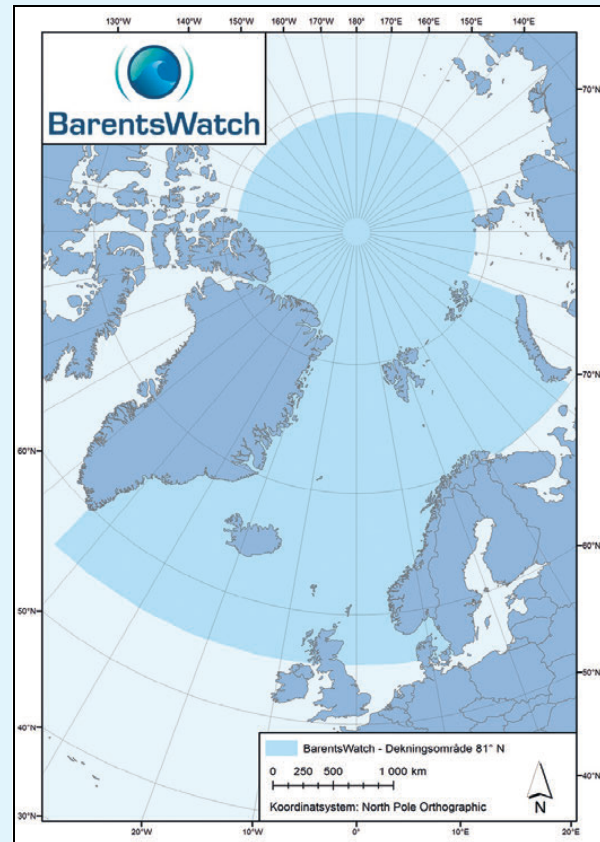 130°W 140°W 150°W 160°W 170°W 180° 170°E 160°E 150°E 140°E
BarentsWatch
70°N
70°N
60°N
60°N
50°N
50°N
40°N
40°N
30°N
BarentsWatch - Dekningsområde 81° N
0 250 500 1 000 km
Koordinatsystem: North Pole Orthographic
N
20°W 10°W 0° 10°E 20°E